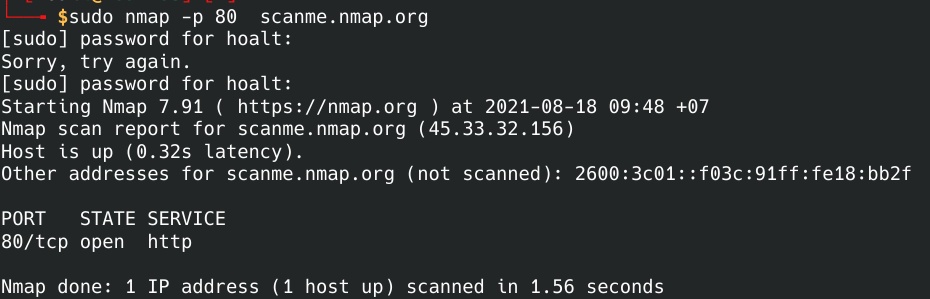 $sudo nmap -p 80  scanme.nmap.org
[sudo] password for hoalt:
Sorry, try again.
[sudo] password for hoalt:
Starting Nmap 7.91 ( https://nmap.org ) at 2021-08-18 09:48 +07
Nmap scan report for scanme.nmap.org (45.33.32.156)
Host is up (0.32s latency).
Other addresses for scanme.nmap.org (not scanned): 2600:3c01::f03c:91ff:fe18:bb2f
PORT   STATE SERVICE
80/tcp open  http
Nmap done: 1 IP address (1 host up) scanned in 1.56 seconds